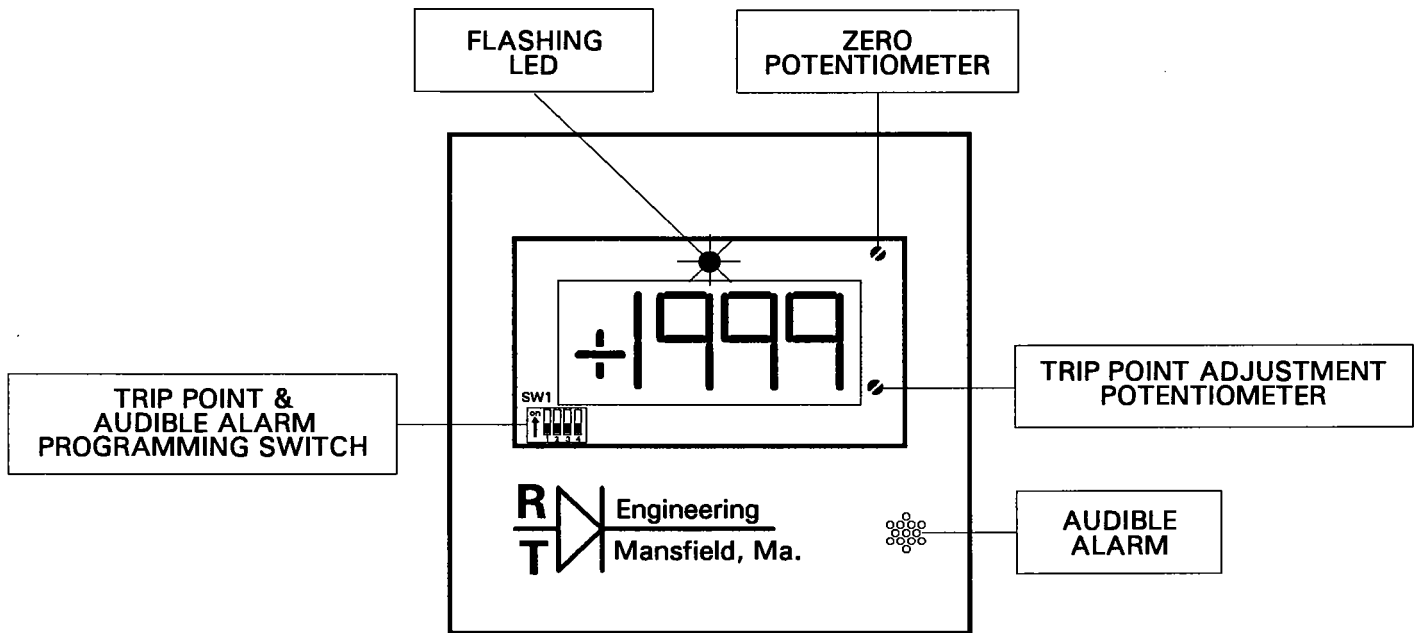 FLASHING
LED
ZERO
POTENTIOMETER
÷1999
TRIP POINT ADJUSTMENT
POTENTIOMETER
TRIP POINT &
AUDIBLE ALARM
PROGRAMMING SWITCH
SW1
on
1 2 3 4
R
T
Engineering
Mansfield, Ma.
AUDIBLE
ALARM